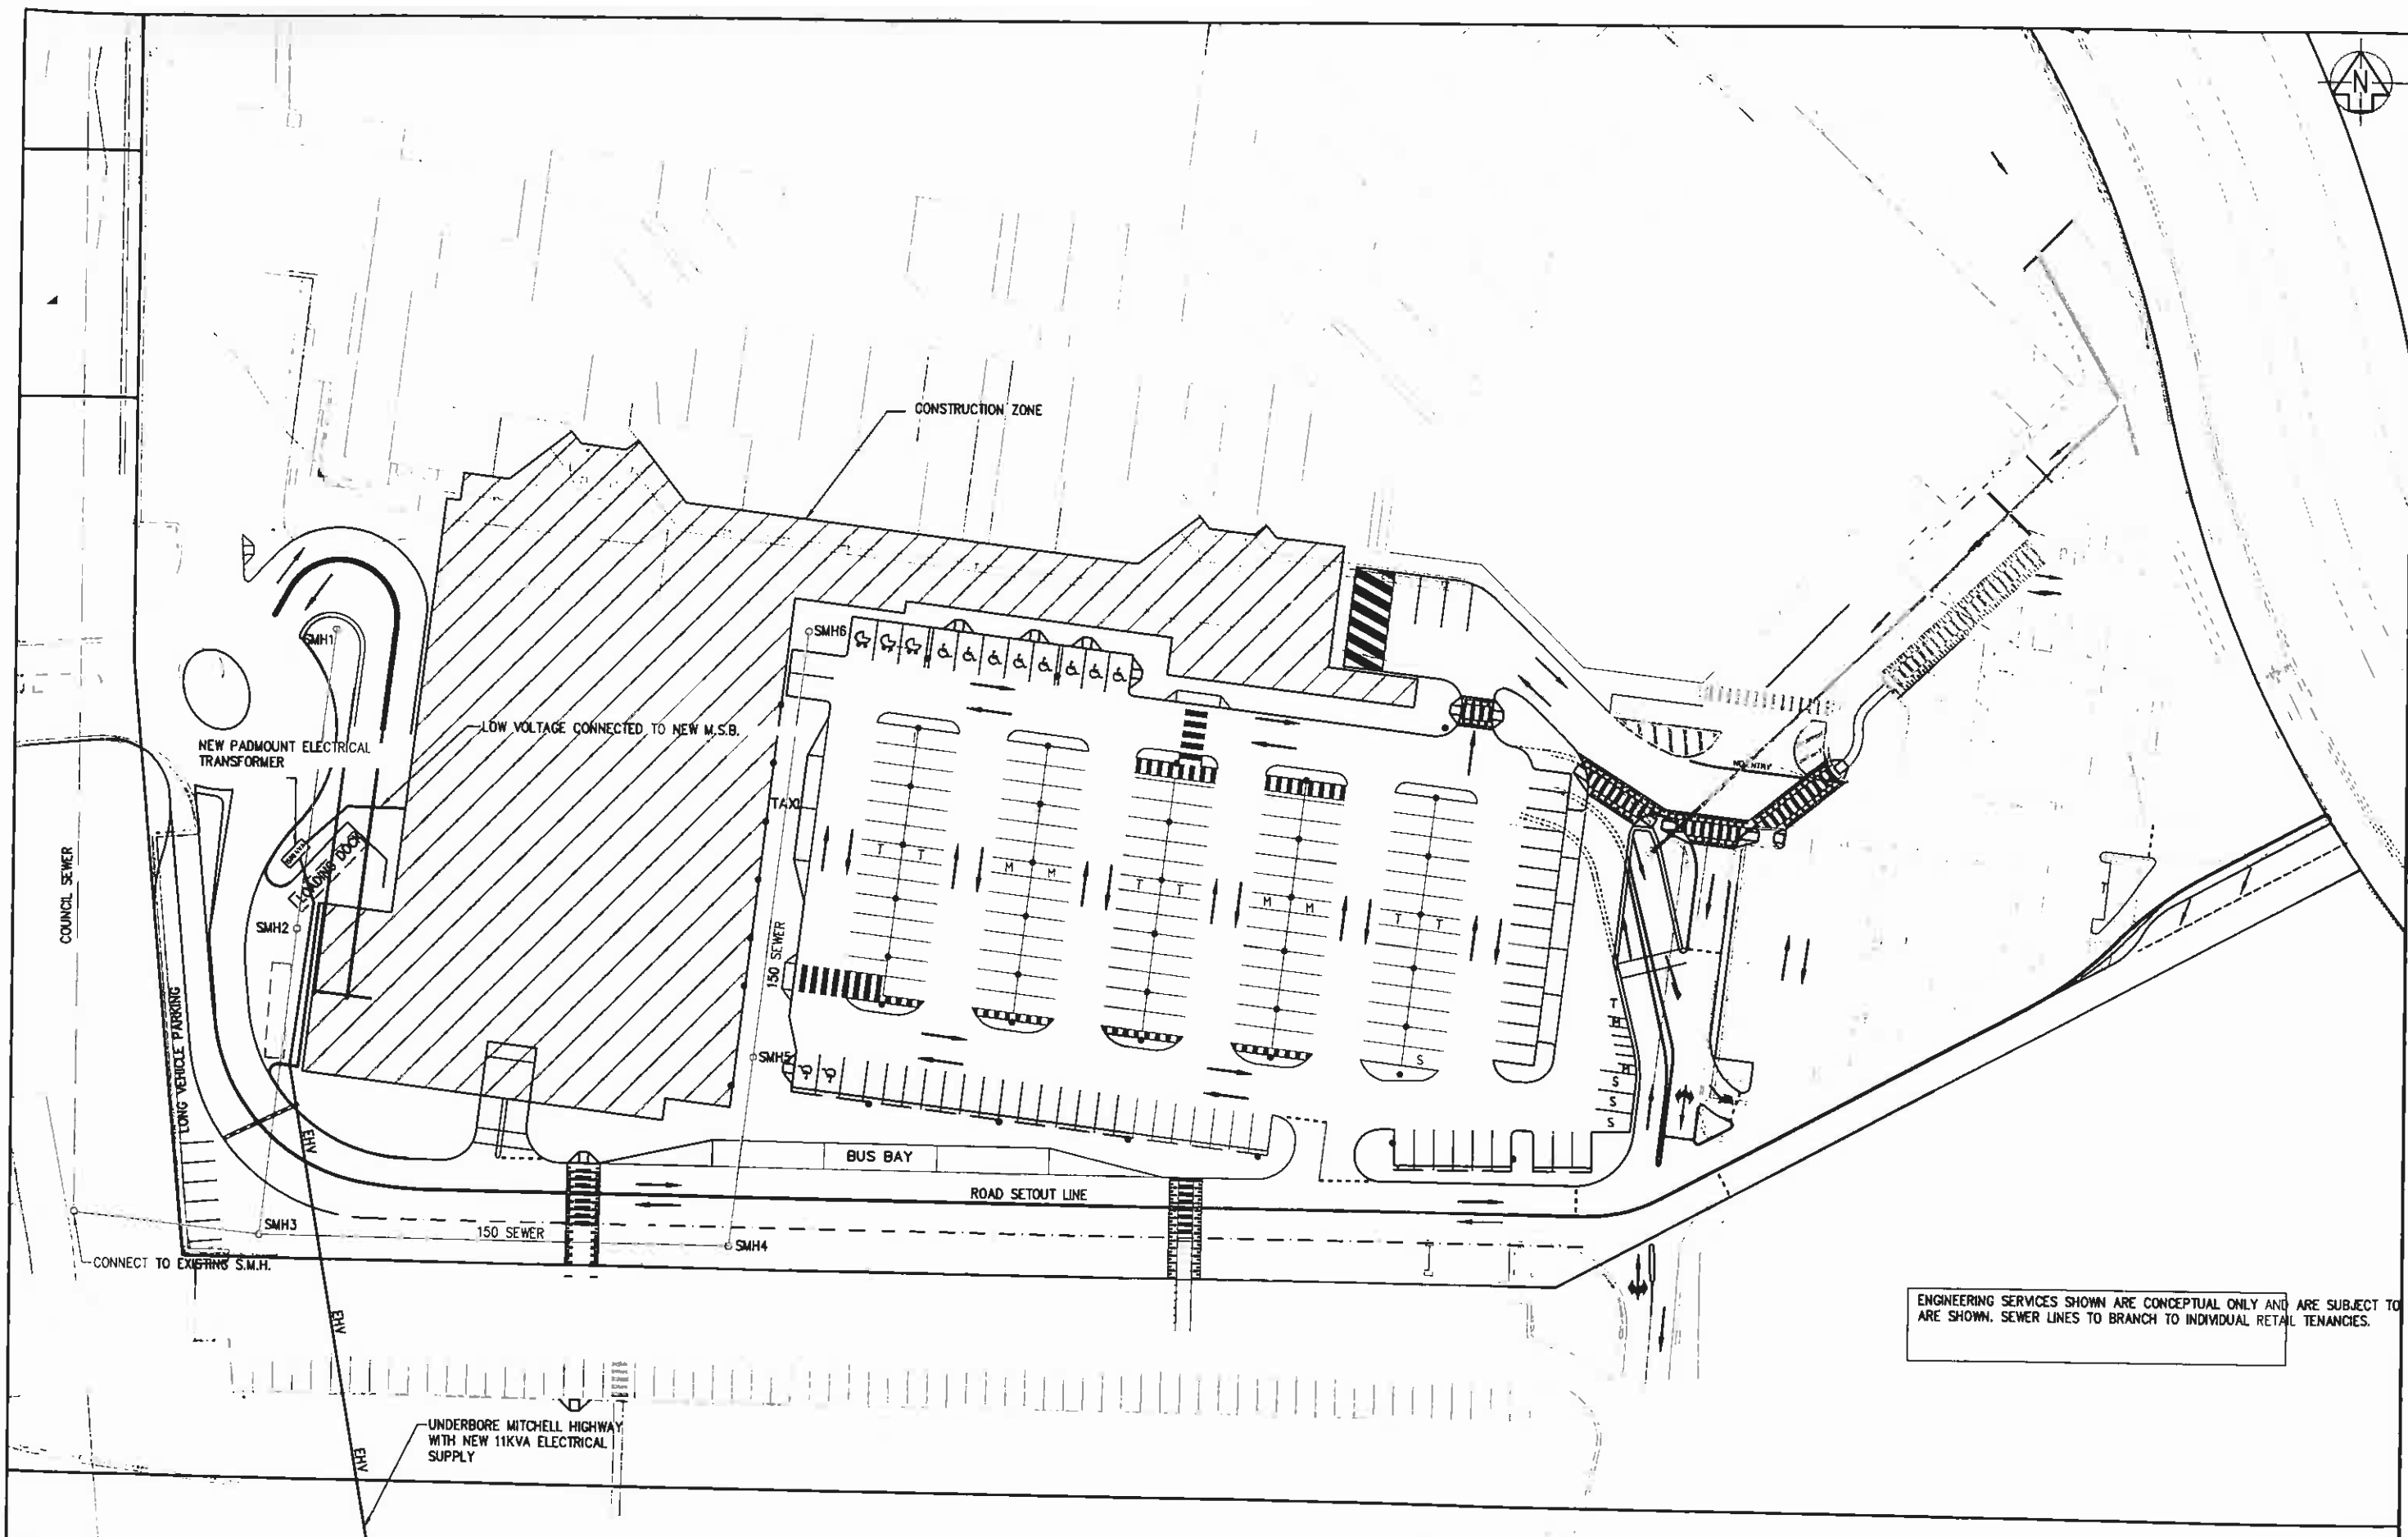 N
CONSTRUCTION ZONE
SMH1
SMH6
LOW VOLTAGE CONNECTED TO NEW M.S.B.
NEW PADMOUNT ELECTRICAL
TRANSFORMER
NO ENTRY
TAXI
LOADING DOCK
T T
M M
T T
M M
T T
COUNCIL SEWER
SMH2
150 SEWER
LONG VEHICLE PARKING
T
M
M
S
S
S
S
SMH5
EHV
BUS BAY
ROAD SETOUT LINE
SMH3
150 SEWER
SMH4
CONNECT TO EXISTING S.M.H.
EHV
ENGINEERING SERVICES SHOWN ARE CONCEPTUAL ONLY AND ARE SUBJECT TO
ARE SHOWN. SEWER LINES TO BRANCH TO INDIVIDUAL RETAIL TENANCIES.
UNDERBORE MITCHELL HIGHWAY
WITH NEW 11KVA ELECTRICAL
SUPPLY
EHV